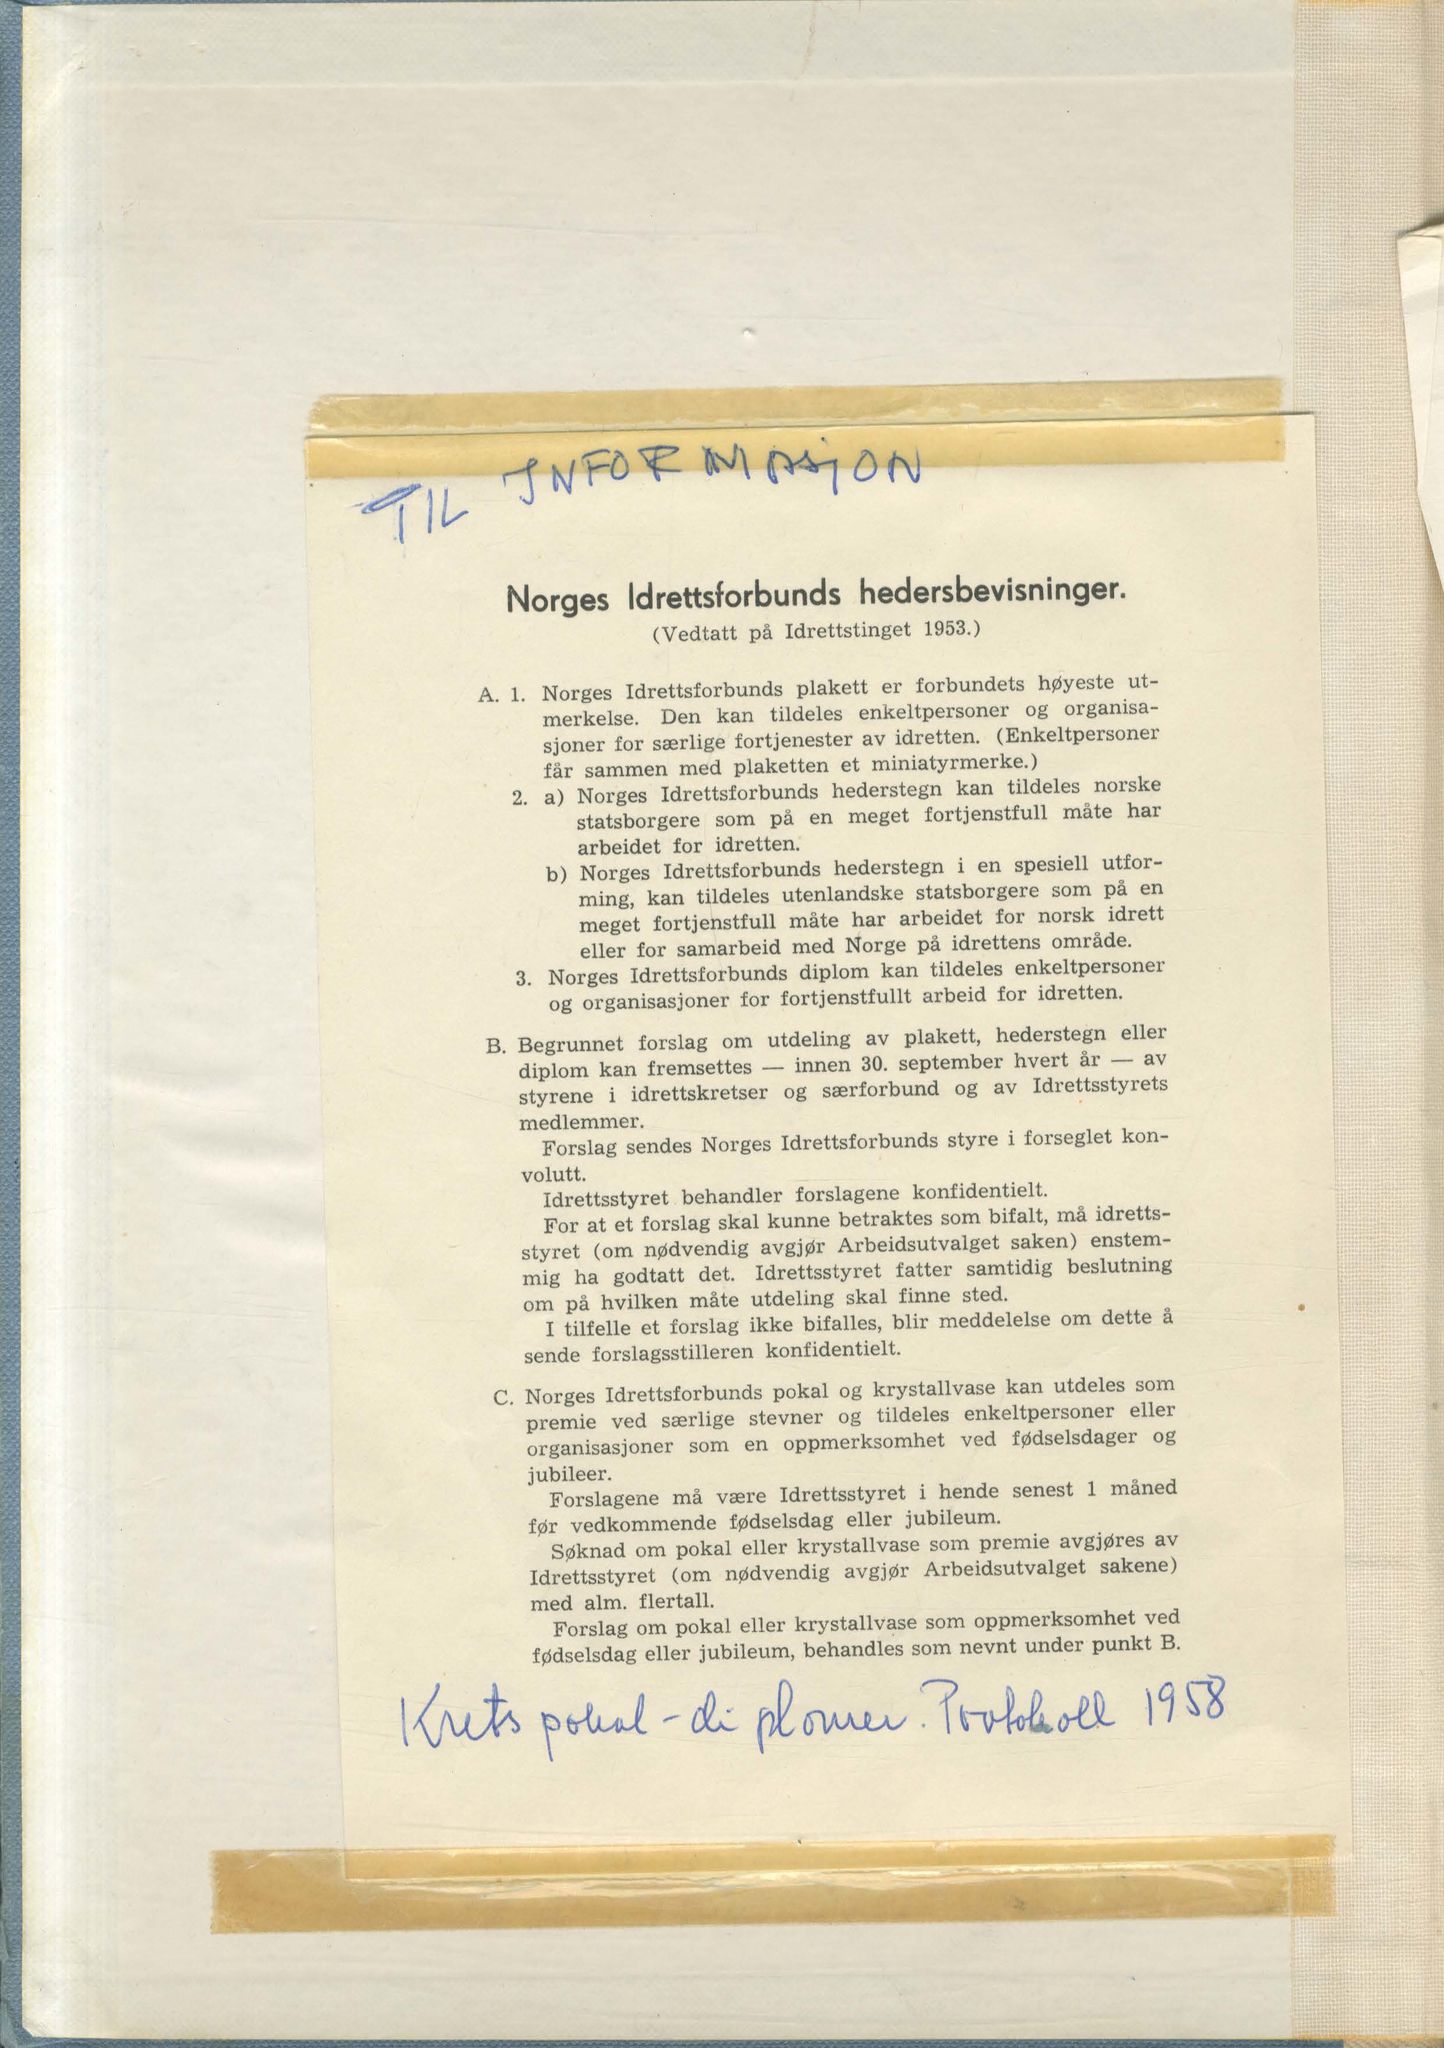 TIL INFORMASJON
Norges Idrettsforbunds hedersbevisninger.
(Vedtatt på Idrettstinget 1953.)
A. 1. Norges Idrettsforbunds plakett er forbundets høyeste ut-
merkelse. Den kan tildeles enkeltpersoner og organisa-
sjoner for særlige fortjenester av idretten. (Enkeltpersoner
får sammen med plaketten et miniatyrmerke.)
2. a) Norges Idrettsforbunds hederstegn kan tildeles norske
statsborgere som på en meget fortjenstfull måte har
arbeidet for idretten.
b) Norges Idrettsforbunds hederstegn i en spesiell utfor-
ming, kan tildeles utenlandske statsborgere som på en
meget fortjenstfull måte har arbeidet for norsk idrett
eller for samarbeid med Norge på idrettens område.
3. Norges Idrettsforbunds diplom kan tildeles enkeltpersoner
og organisasjoner for fortjenstfullt arbeid for idretten.
B. Begrunnet forslag om utdeling av plakett, hederstegn eller
diplom kan fremsettes — innen 30. september hvert år — av
styrene i idrettskretser og særforbund og av Idrettsstyrets
medlemmer.
Forslag sendes Norges Idrettsforbunds styre i forseglet kon-
volutt.
Idrettsstyret behandler forslagene konfidentielt.
For at et forslag skal kunne betraktes som bifalt, må idretts-
styret (om nødvendig avgjør Arbeidsutvalget saken) enstem-
mig ha godtatt det. Idrettsstyret fatter samtidig beslutning
om på hvilken måte utdeling skal finne sted.
I tilfelle et forslag ikke bifalles, blir meddelelse om dette å
sende forslagsstilleren konfidentielt.
C. Norges Idrettsforbunds pokal og krystallvase kan utdeles som
premie ved særlige stevner og tildeles enkeltpersoner eller
organisasjoner som en oppmerksomhet ved fødselsdager og
jubileer.
Forslagene må være Idrettsstyret i hende senest 1 måned
før vedkommende fødselsdag eller jubileum.
Søknad om pokal eller krystallvase som premie avgjøres av
Idrettsstyret (om nødvendig avgjør Arbeidsutvalget sakene)
med alm. flertall.
Forslag om pokal eller krystallvase som oppmerksomhet ved
fødselsdag eller jubileum, behandles som nevnt under punkt B.
Krets pokal - diplomer. Protokoll 1958